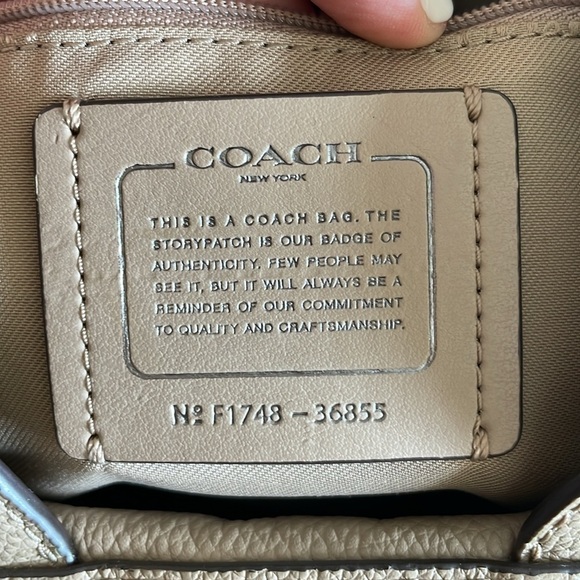 COACH
NEW YORK
THIS IS A COACH BAG. THE
STORYPATCH IS OUR BADGE OF
AUTHENTICITY. FEW PEOPLE MAY
SEE IT, BUT IT WILL ALWAYS BE A
REMINDER OF OUR COMMITMENT
TO QUALITY AND CRAFTSMANSHIP.
Nº F1748 – 36855